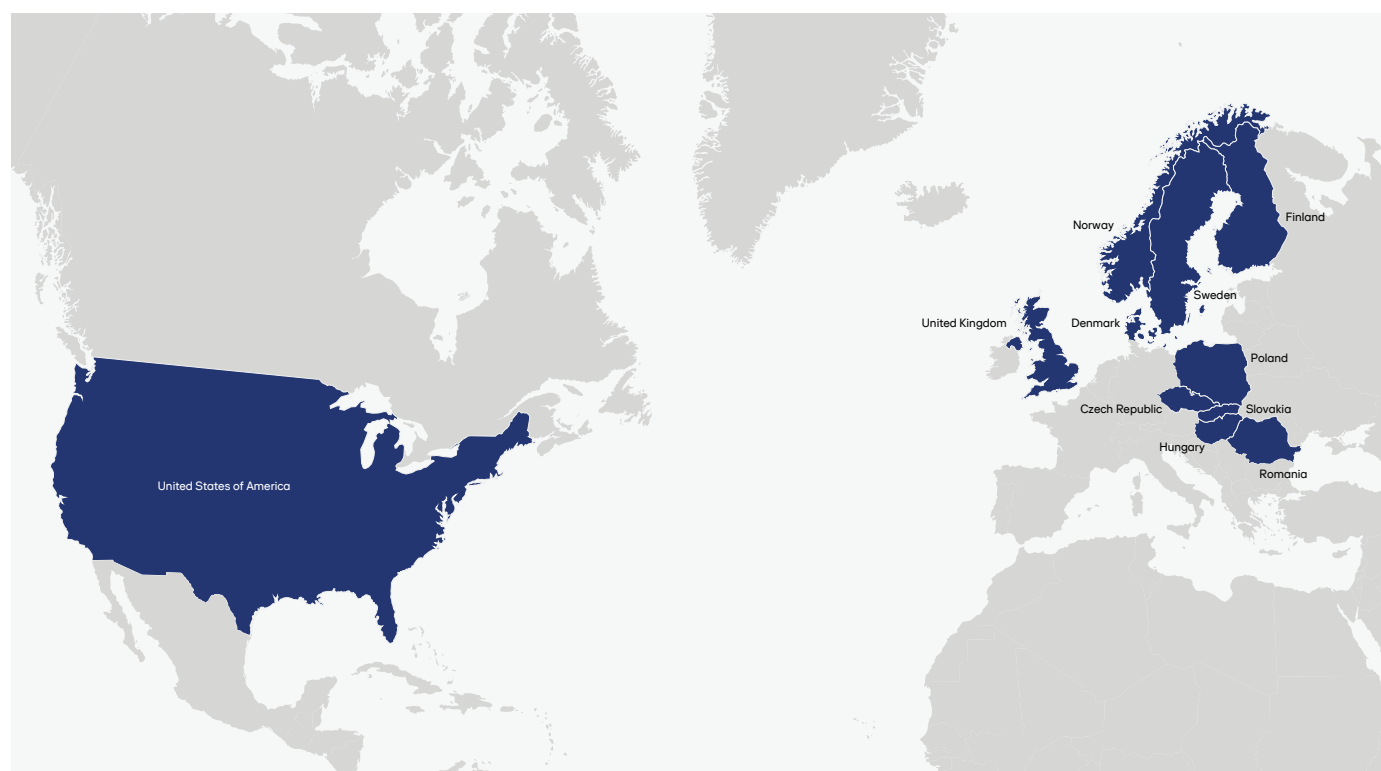 Norway
Finland
Sweden
United Kingdom
Denmark
Poland
Czech Republic
Slovakia
Hungary
Romania
United States of America